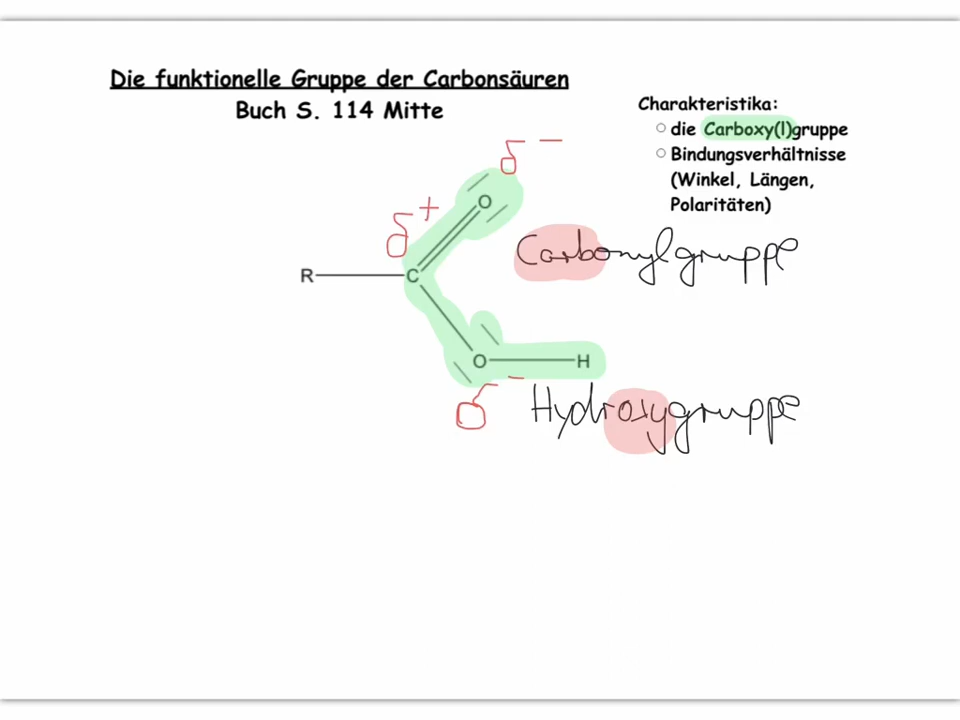 Die funktionelle Gruppe der Carbonsäuren
Buch S. 114 Mitte
Charakteristika:
die Carboxy(l)gruppe
Bindungsverhältnisse
(Winkel, Längen,
Polaritäten)
δ −
δ +
O
Carbonylgruppe
R C
O H
δ −
Hydroxygruppe